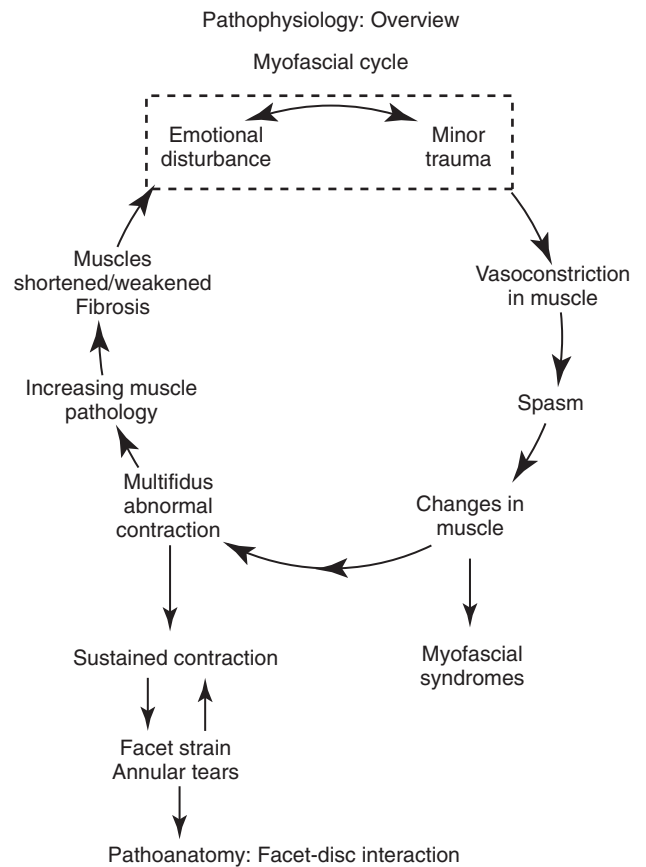 Pathophysiology: Overview
Myofascial cycle
Emotional
disturbance
Minor
trauma
Vasoconstriction
in muscle
Spasm
Changes in
muscle
Myofascial
syndromes
Multifidus
abnormal
contraction
Sustained contraction
Facet strain
Annular tears
Pathoanatomy: Facet-disc interaction
Increasing muscle
pathology
Muscles
shortened/weakened
Fibrosis